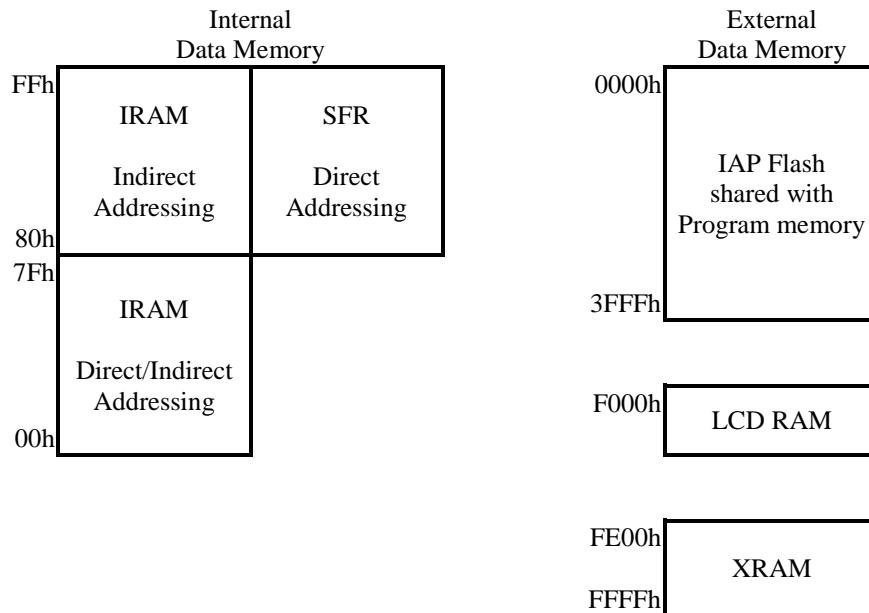 Internal
Data Memory
FFh
IRAM
Indirect
Addressing
80h
SFR
Direct
Addressing
7Fh
IRAM
Direct/Indirect
Addressing
00h
External
Data Memory
0000h
IAP Flash
shared with
Program memory
3FFFh
F000h
LCD RAM
FE00h
XRAM
FFFFh